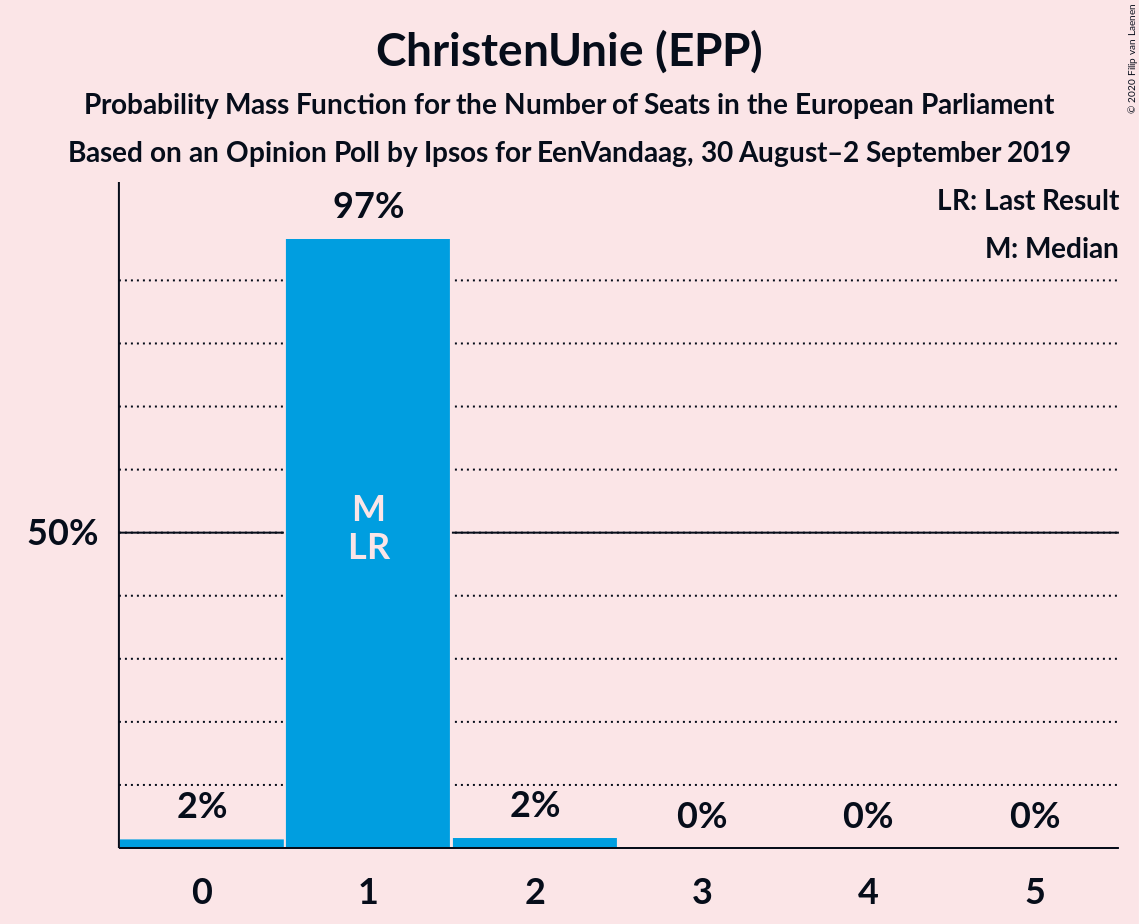 ChristenUnie (EPP)
Probability Mass Function for the Number of Seats in the European Parliament
Based on an Opinion Poll by Ipsos for EenVandaag, 30 August–2 September 2019
© 2020 Filip van Laenen
LR: Last Result
M: Median
97%
M
LR
50%
2%
2%
0%
0%
0%
0
1
2
3
4
5